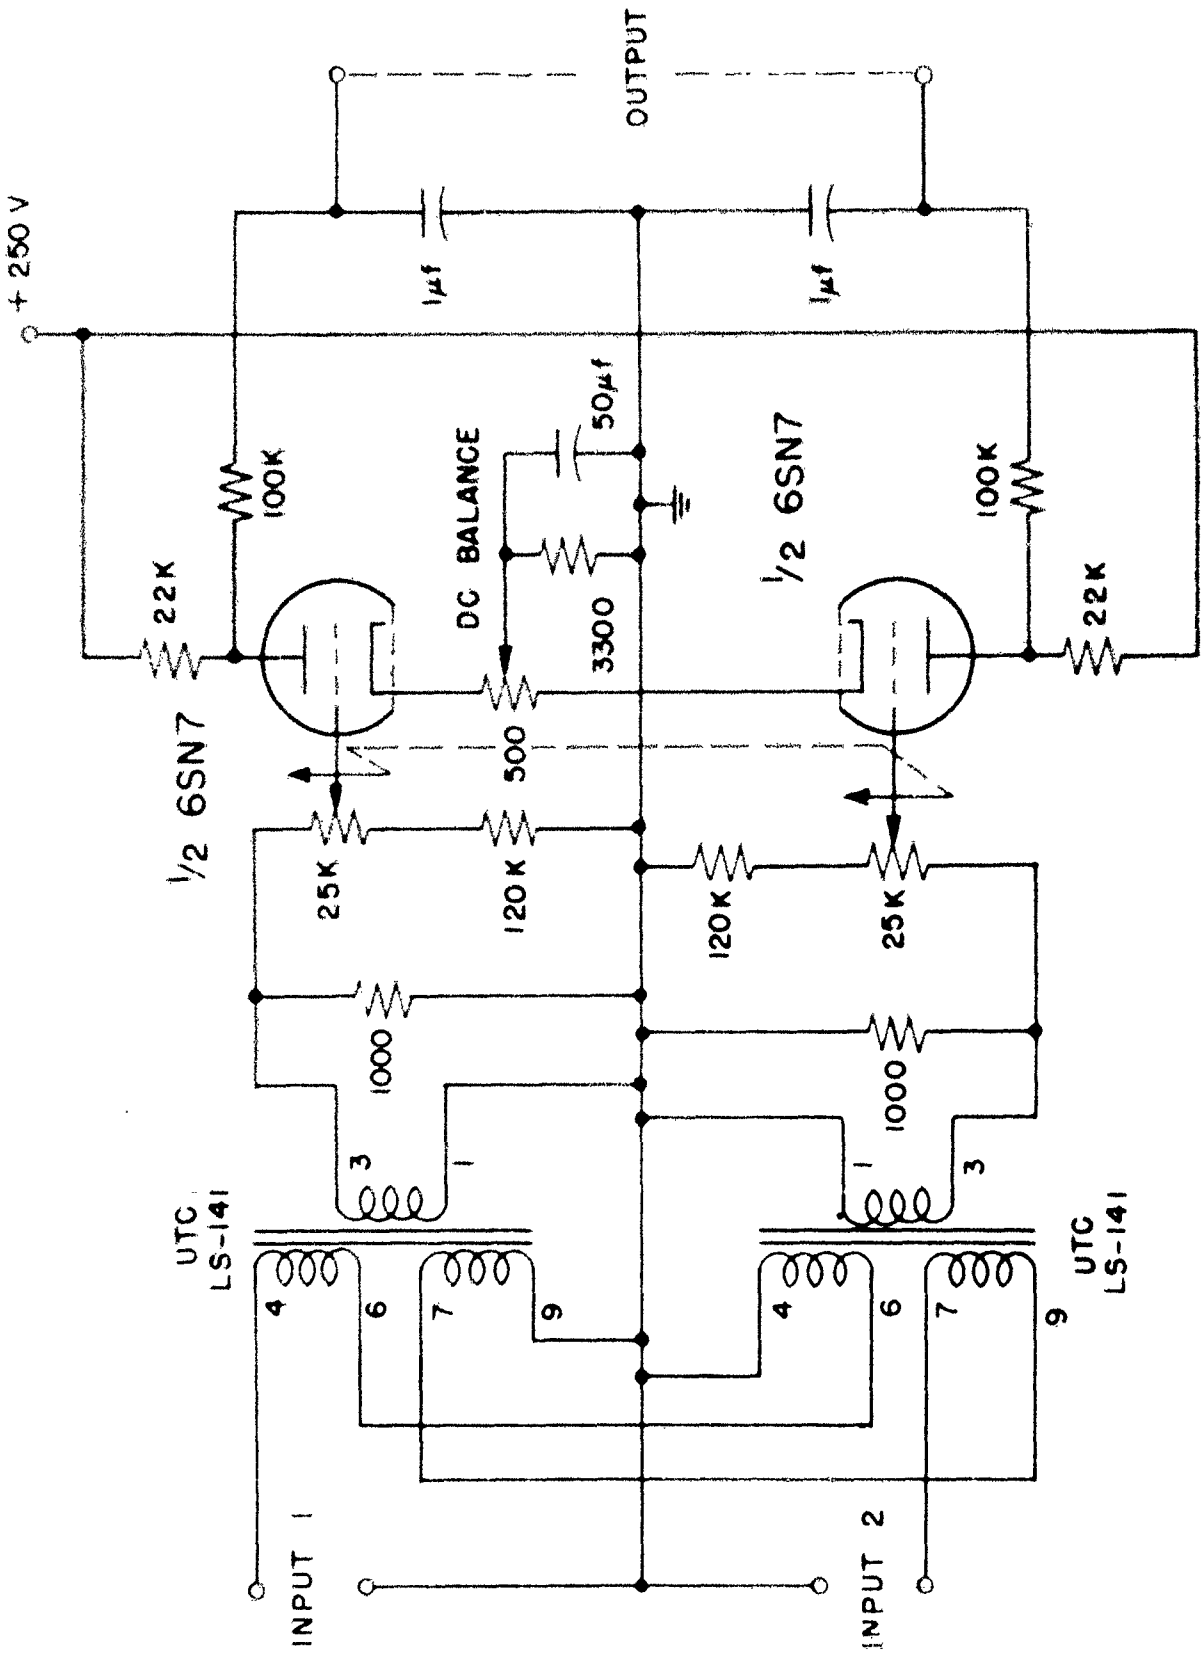 + 250 V
OUTPUT
1μf
1μf
50μf
DC BALANCE
3300
500
22K
100K
100K
22K
1/2 6SN7
1/2 6SN7
25K
120K
120K
25K
1000
1000
UTC
LS-141
3
1
1
3
UTC
LS-141
4
6
7
9
4
6
7
9
INPUT 1
INPUT 2